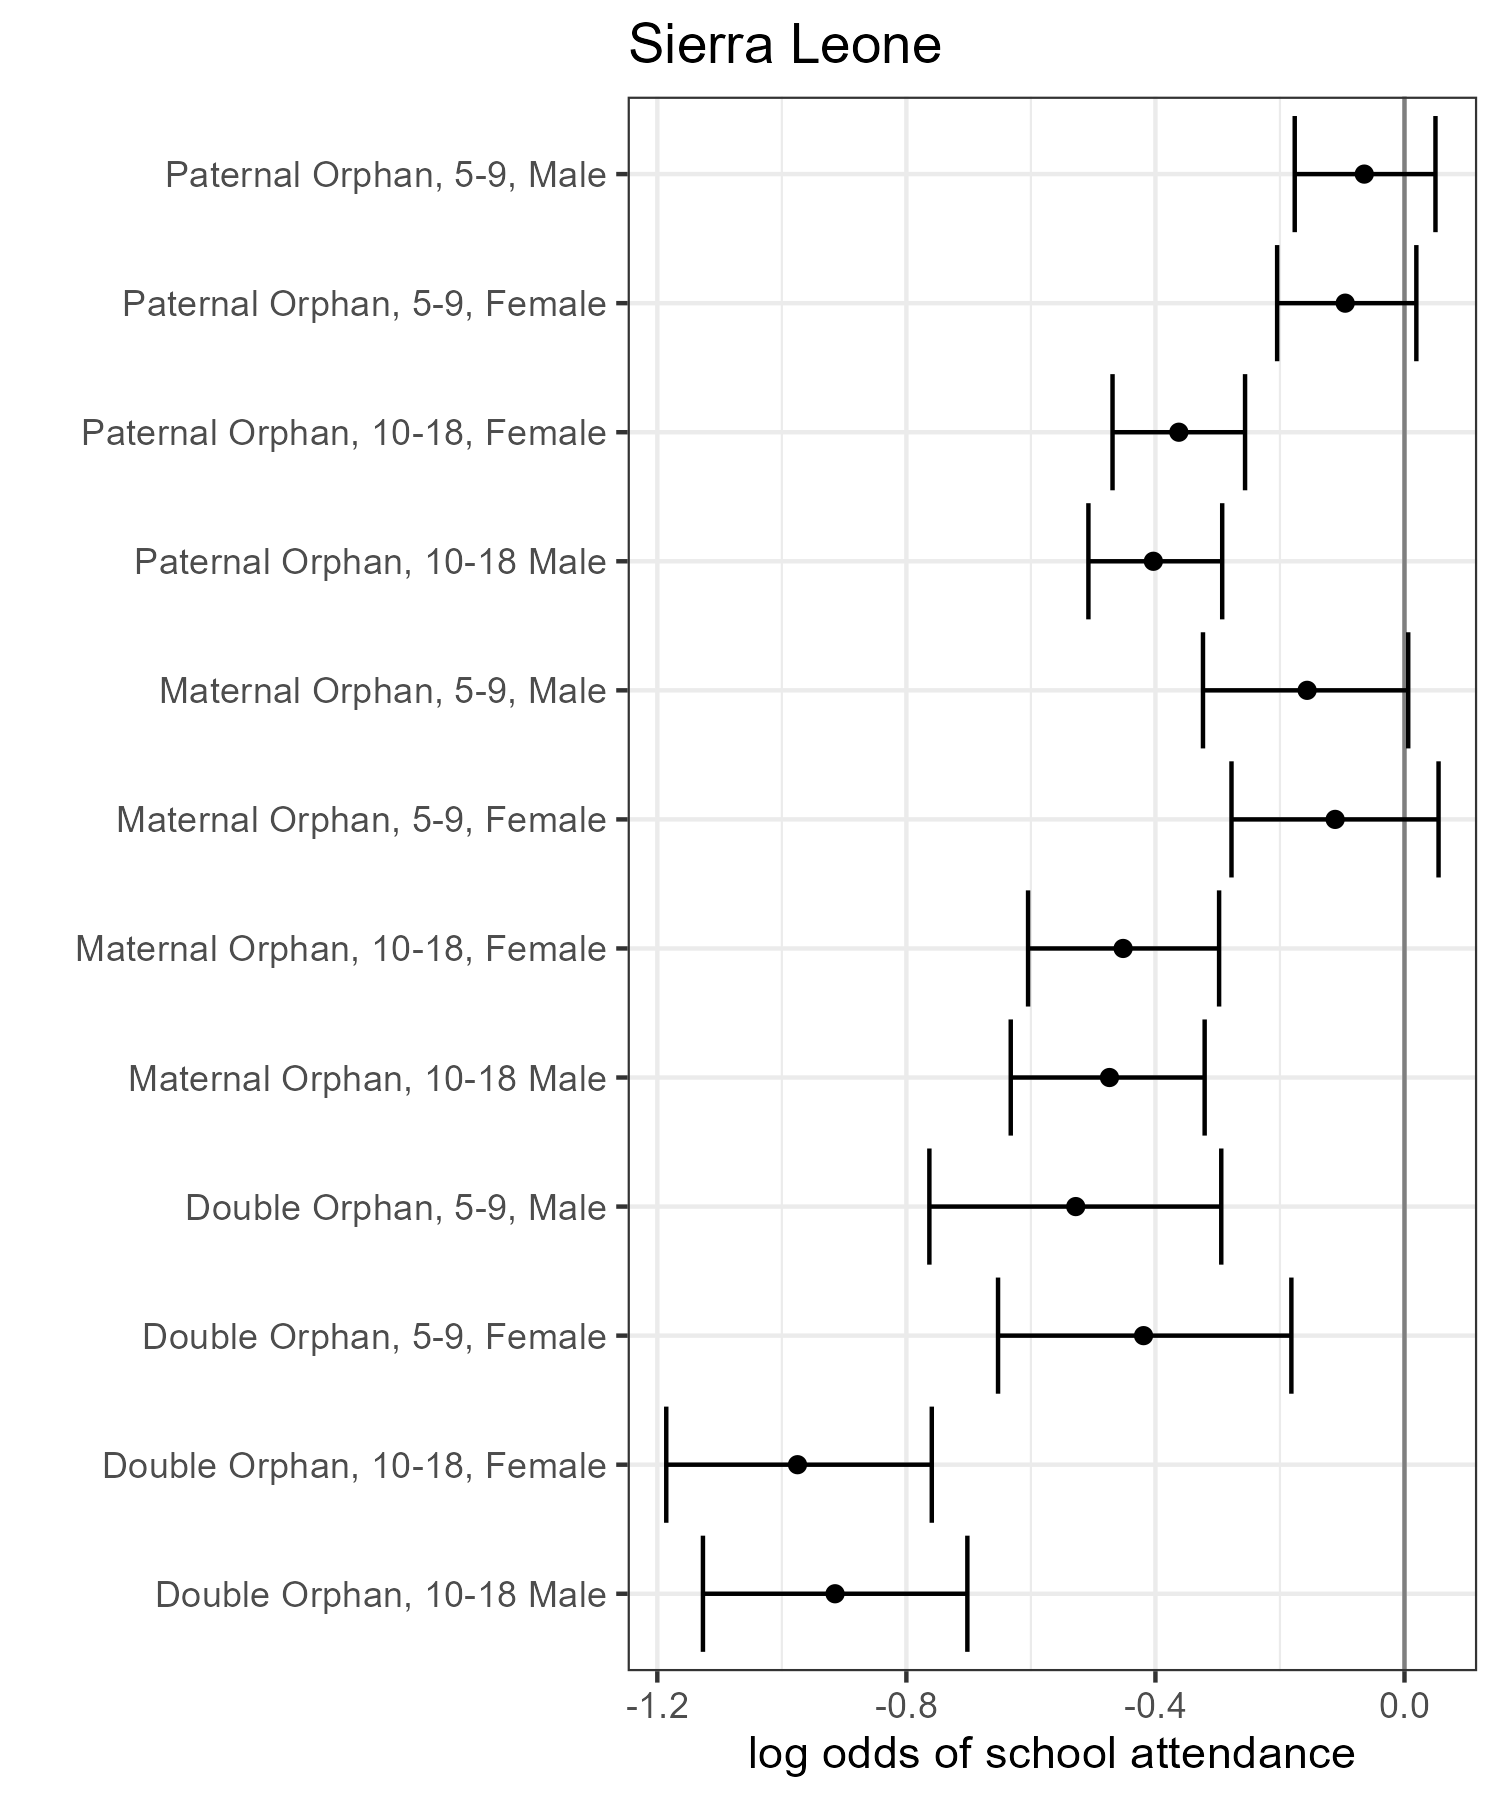 Sierra Leone
Paternal Orphan, 5-9, Male
Paternal Orphan, 5-9, Female
Paternal Orphan, 10-18, Female
Paternal Orphan, 10-18 Male
Maternal Orphan, 5-9, Male
Maternal Orphan, 5-9, Female
Maternal Orphan, 10-18, Female
Maternal Orphan, 10-18 Male
Double Orphan, 5-9, Male
Double Orphan, 5-9, Female
Double Orphan, 10-18, Female
Double Orphan, 10-18 Male
-1.2 -0.8 -0.4 0.0
log odds of school attendance